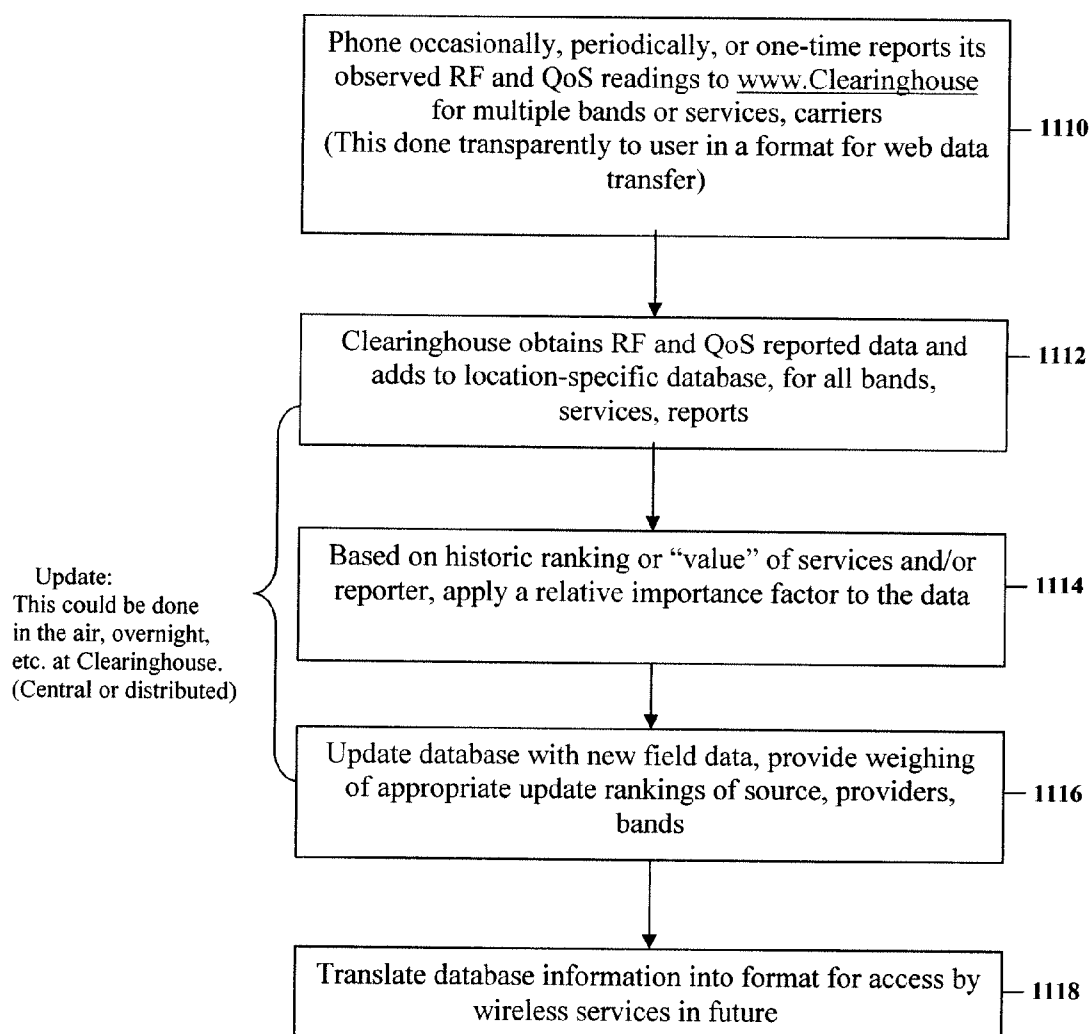 Phone occasionally, periodically, or one-time reports its
observed RF and QoS readings to www.Clearinghouse
for multiple bands or services, carriers
(This done transparently to user in a format for web data
transfer)
1110
Clearinghouse obtains RF and QoS reported data and
adds to location-specific database, for all bands,
services, reports
1112
Based on historic ranking or “value” of services and/or
reporter, apply a relative importance factor to the data
1114
Update:
This could be done
in the air, overnight,
etc. at Clearinghouse.
(Central or distributed)
Update database with new field data, provide weighing
of appropriate update rankings of source, providers,
bands
1116
Translate database information into format for access by
wireless services in future
1118